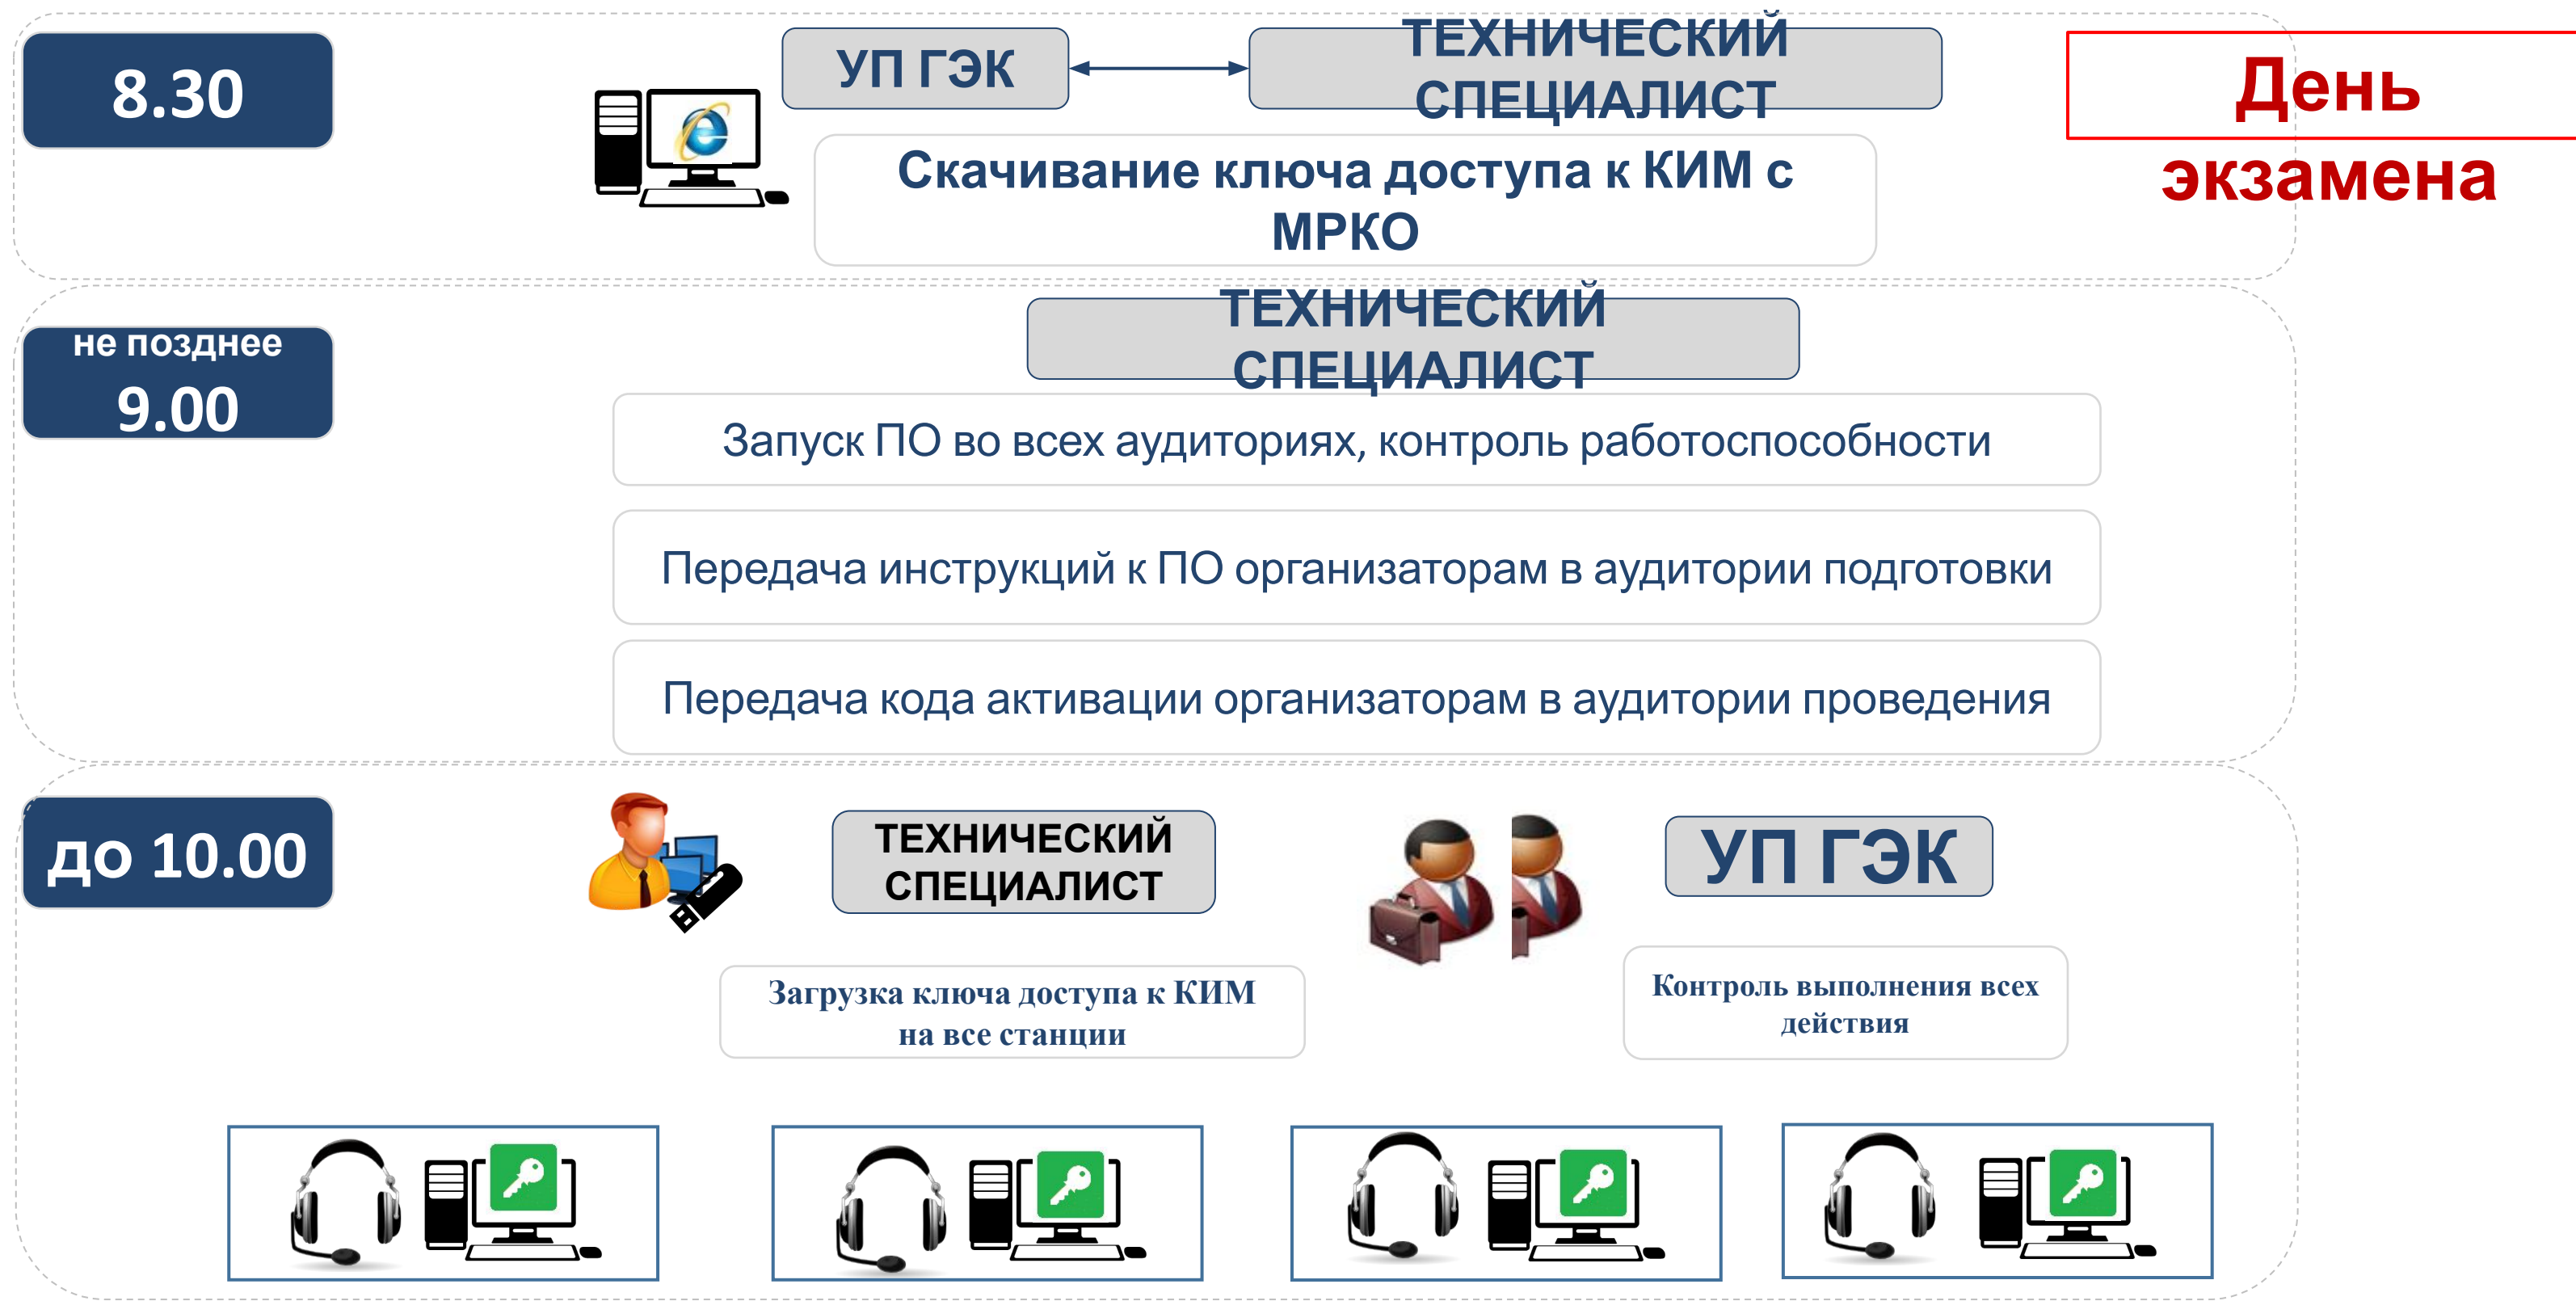 8.30
УП ГЭК
ТЕХНИЧЕСКИЙ
СПЕЦИАЛИСТ
День
экзамена
Скачивание ключа доступа к КИМ с
МРКО
не позднее
9.00
ТЕХНИЧЕСКИЙ
СПЕЦИАЛИСТ
Запуск ПО во всех аудиториях, контроль работоспособности
Передача инструкций к ПО организаторам в аудитории подготовки
Передача кода активации организаторам в аудитории проведения
до 10.00
ТЕХНИЧЕСКИЙ
СПЕЦИАЛИСТ
УП ГЭК
Загрузка ключа доступа к КИМ
на все станции
Контроль выполнения всех
действия